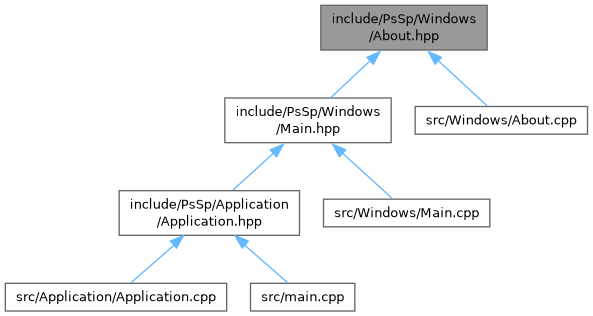 include/PsSp/Windows
/About.hpp
include/PsSp/Windows
/Main.hpp
src/Windows/About.cpp
include/PsSp/Application
/Application.hpp
src/Windows/Main.cpp
src/Application/Application.cpp
src/main.cpp